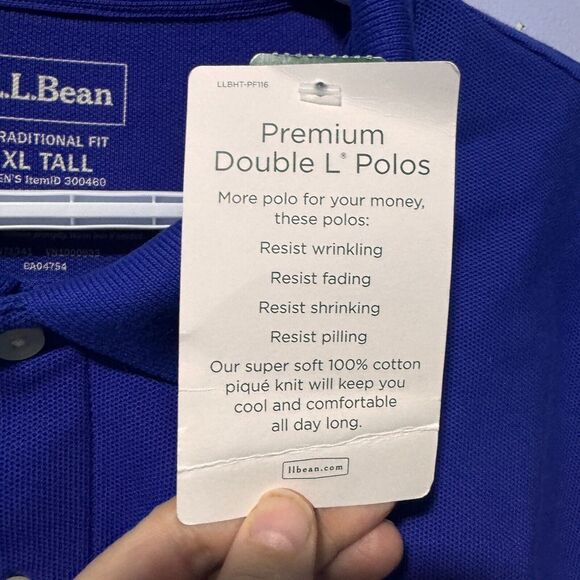 L.L.Bean
TRADITIONAL FIT
XL TALL
MEN'S ItemID 300460
CA04754
LLBHT-PF116
Premium
Double L® Polos
More polo for your money,
these polos:
Resist wrinkling
Resist fading
Resist shrinking
Resist pilling
Our super soft 100% cotton
piqué knit will keep you
cool and comfortable
all day long.
llbean.com